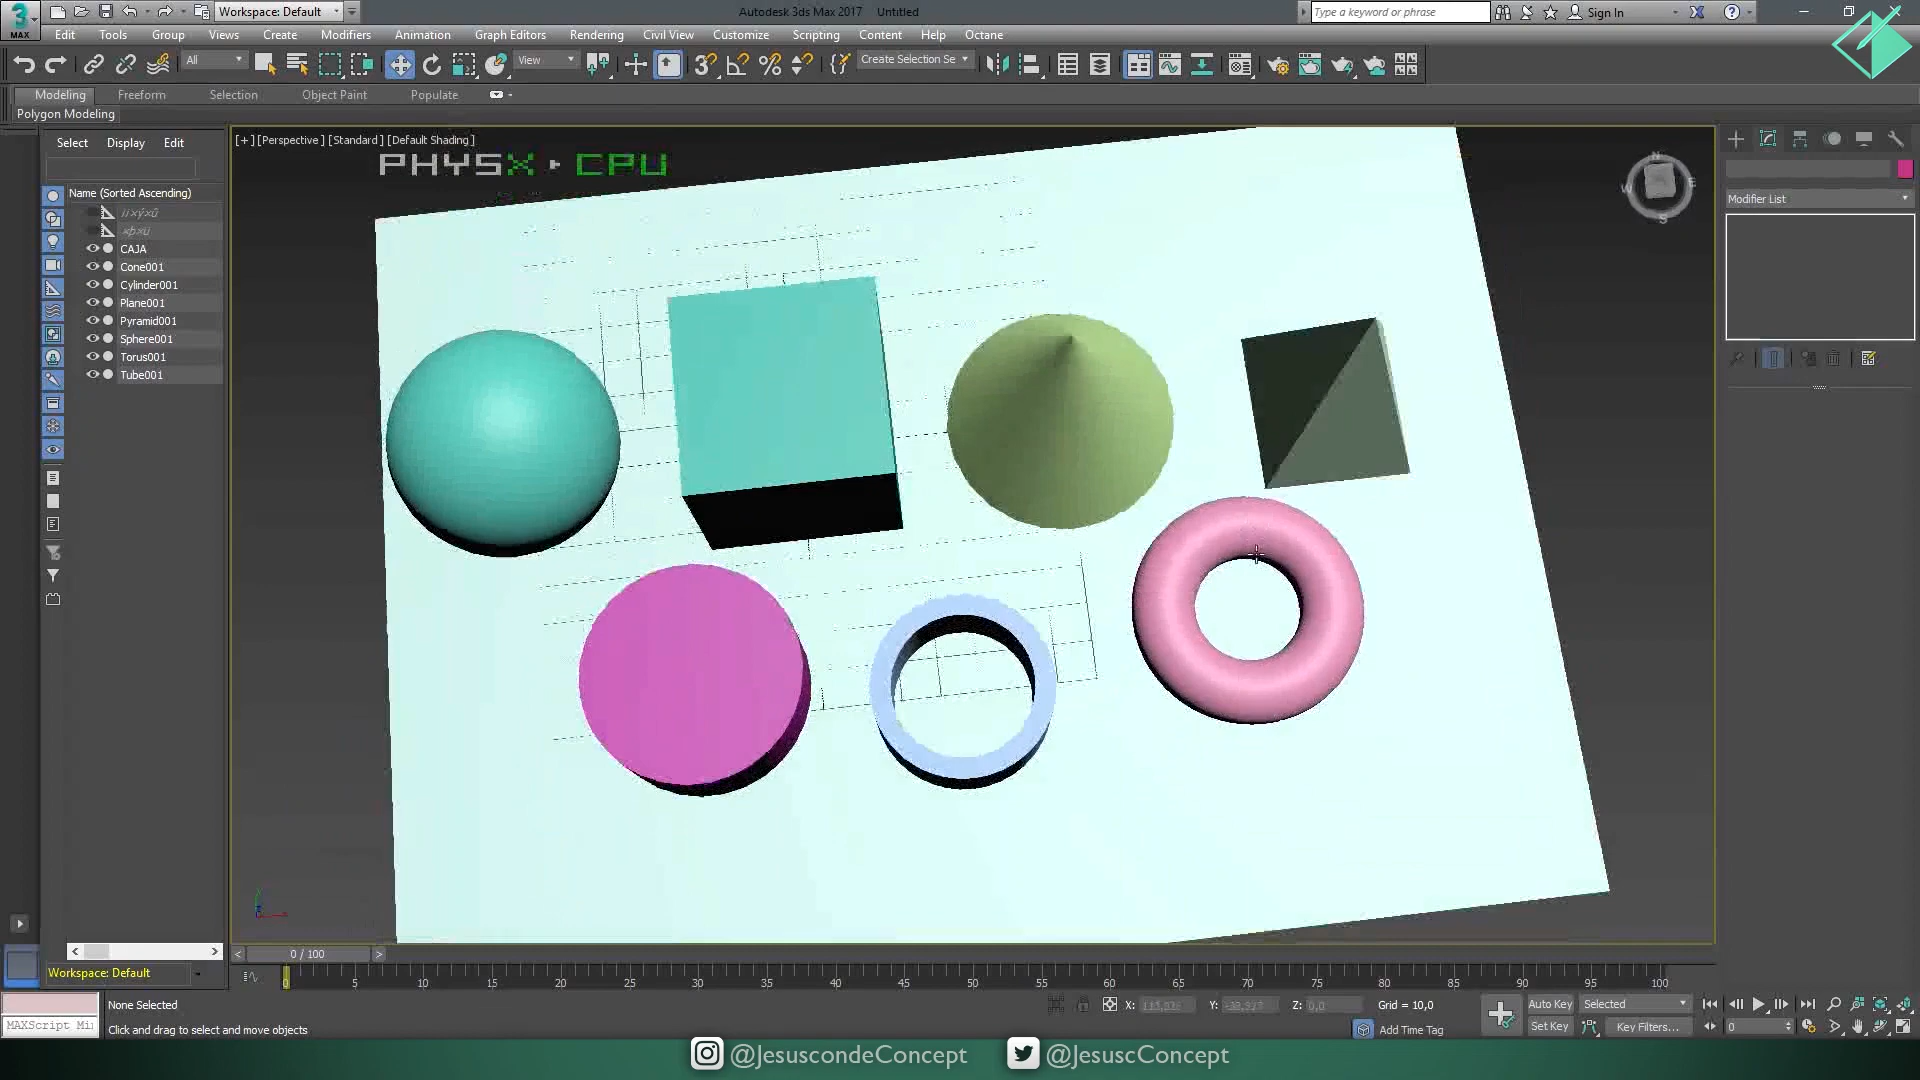 Workspace: Default
Autodesk 3ds Max 2017 Untitled
Type a keyword or phrase
Sign In
MAX
Edit Tools Group Views Create Modifiers Animation Graph Editors Rendering Civil View Customize Scripting Content Help Octane
All
View
Create Selection Se
Modeling Freeform Selection Object Paint Populate
Polygon Modeling
Select Display Edit
[+] [Perspective] [Standard] [Default Shading]
PHYSX ▸ CPU
Name (Sorted Ascending)
CAJA
Cone001
Cylinder001
Plane001
Pyramid001
Sphere001
Torus001
Tube001
N
W E
S
Modifier List
0 / 100
Workspace: Default
0 5 10 15 20 25 30 35 40 45 50 55 60 65 70 75 80 85 90 95 100
None Selected
X: Y: Z: 0,0 Grid = 10,0
Auto Key Selected
MAXScript Mi
Click and drag to select and move objects
Add Time Tag
Set Key Key Filters...
0
@JesuscondeConcept @JesuscConcept